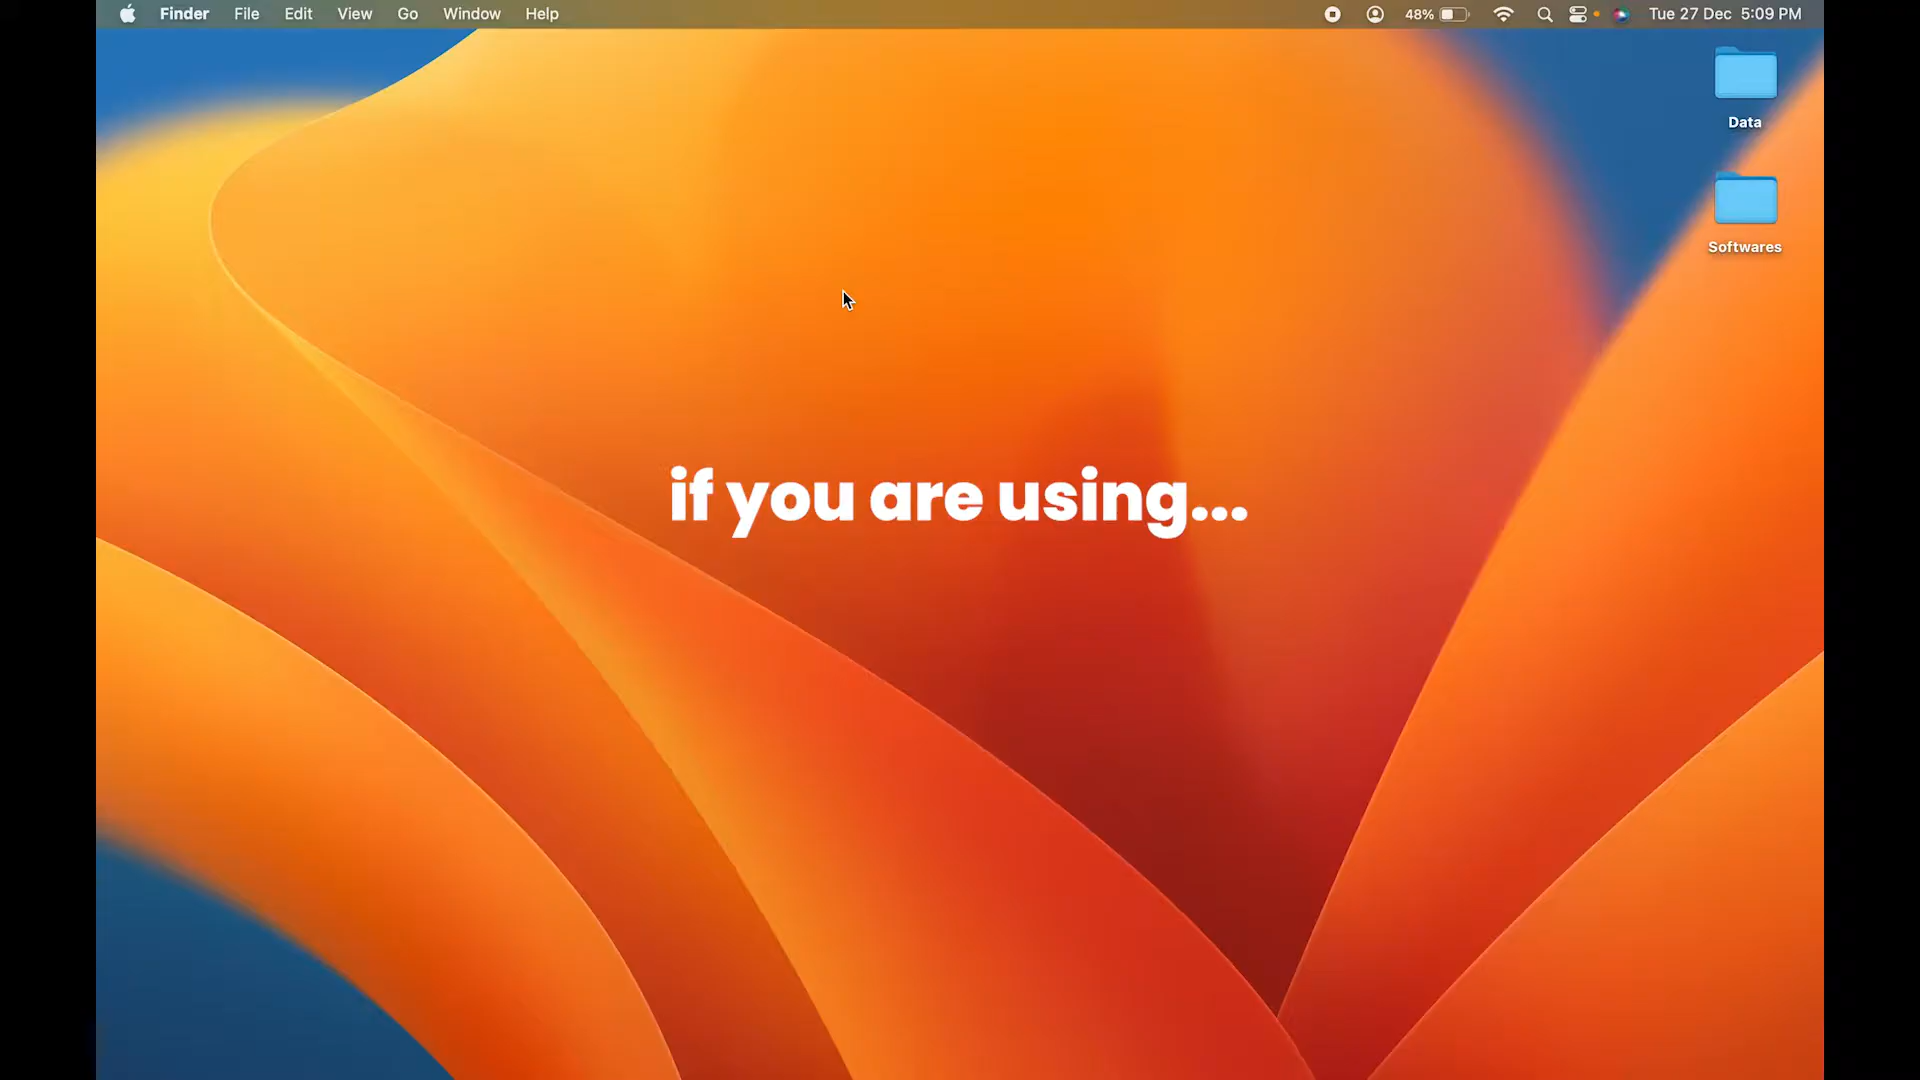 Finder File Edit View Go Window Help 48% Tue 27 Dec 5:09 PM
Data
Softwares
if you are using...